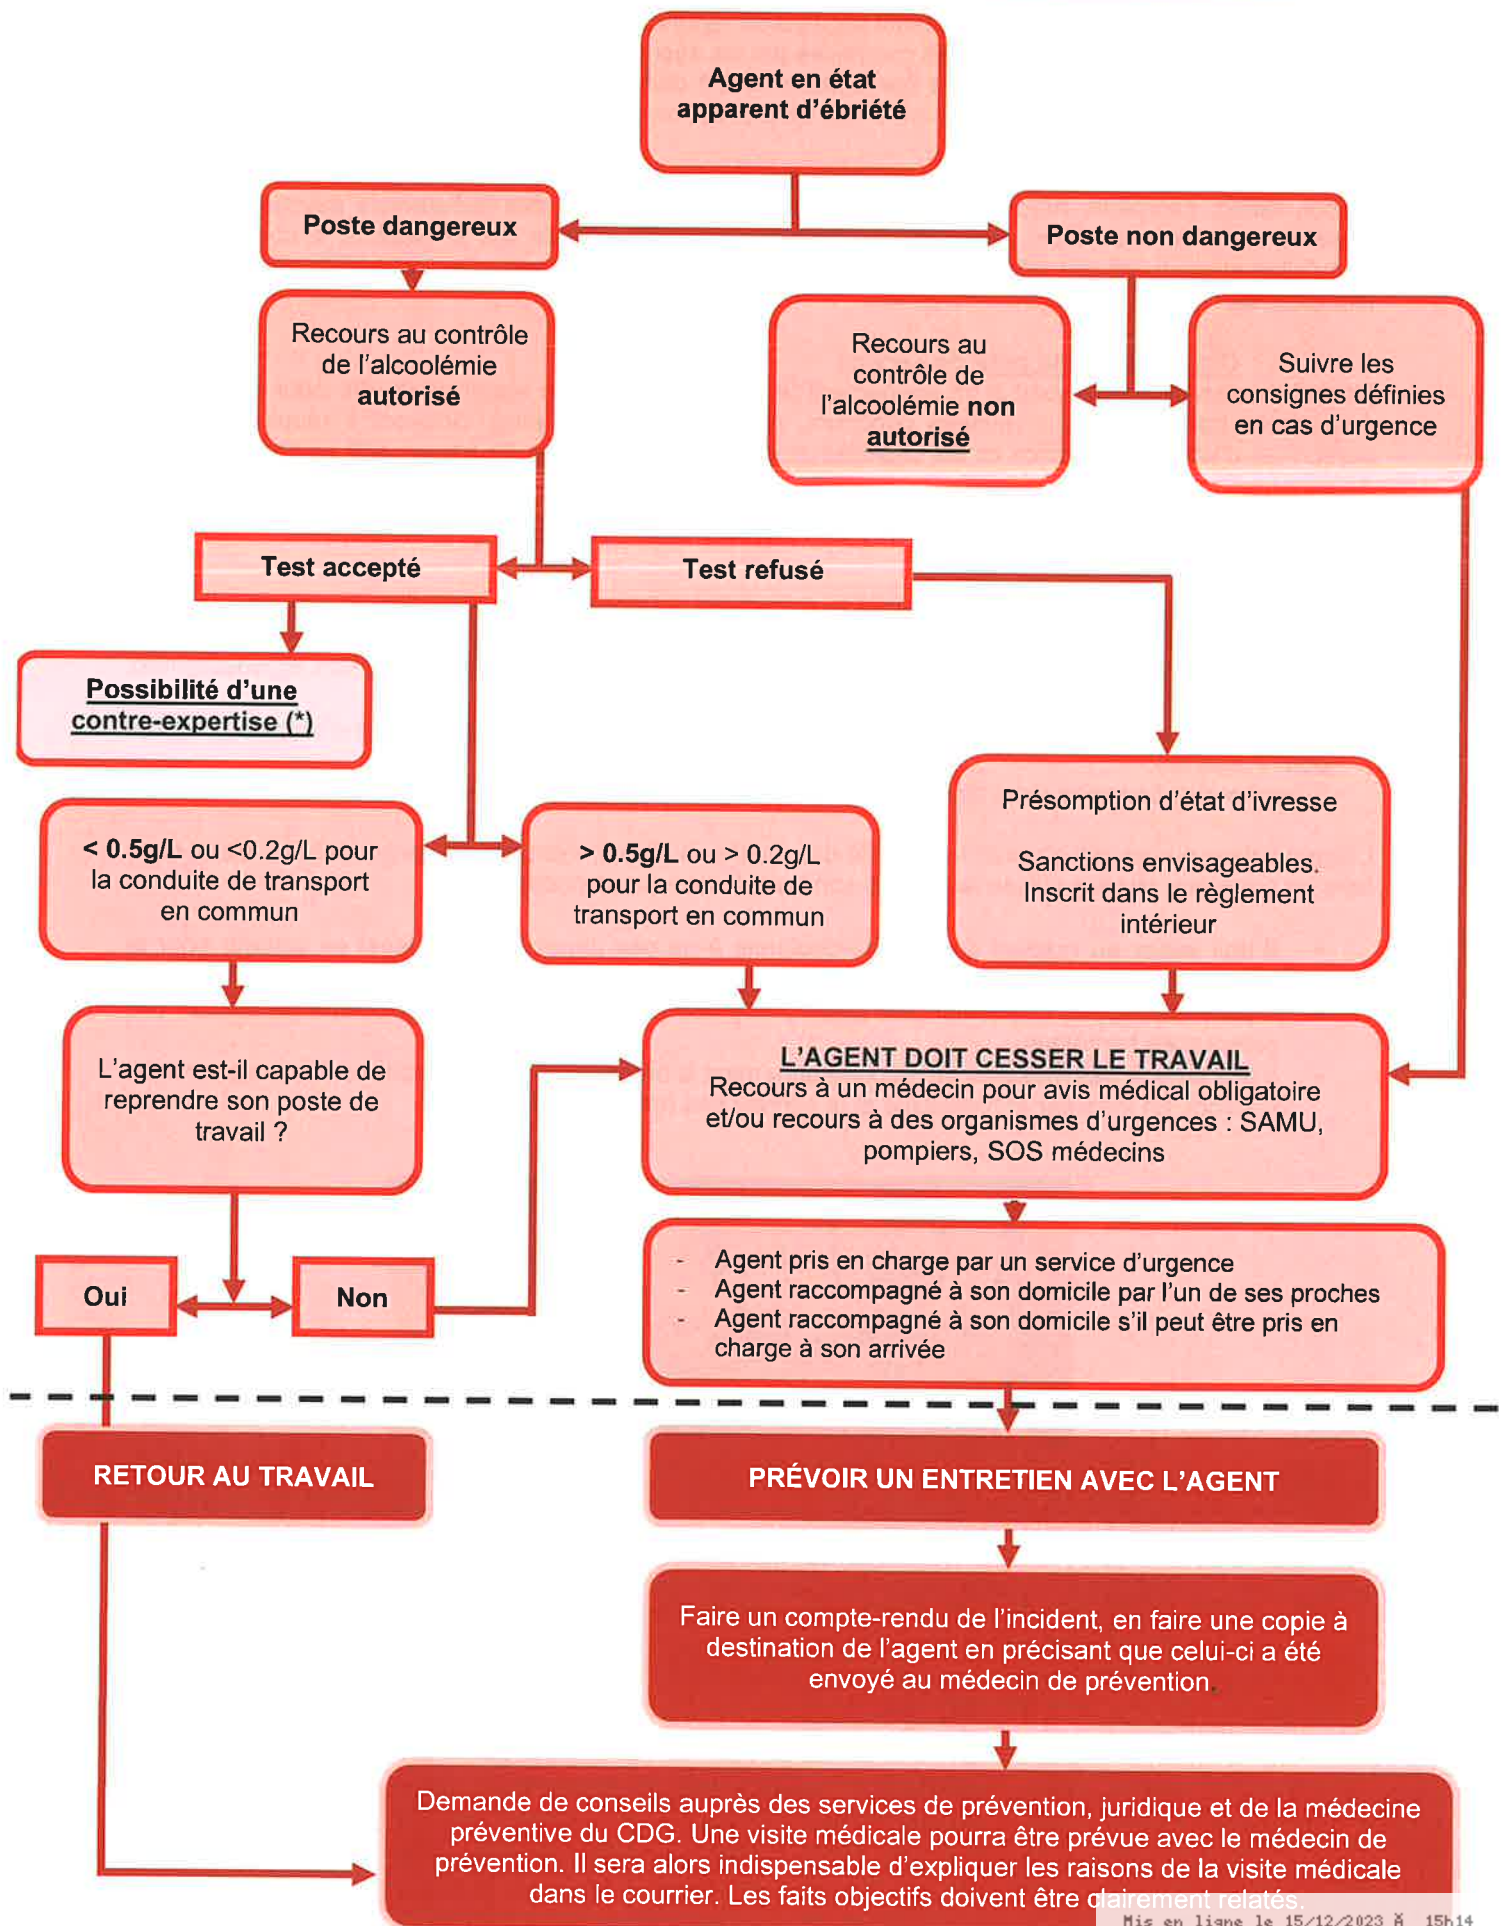 Agent en état
apparent d'ébriété
Poste dangereux
Poste non dangereux
Recours au contrôle
de l'alcoolémie
autorisé
Recours au
contrôle de
l'alcoolémie non
autorisé
Suivre les
consignes définies
en cas d'urgence
Test accepté
Test refusé
Possibilité d'une
contre-expertise (*)
< 0.5g/L ou <0.2g/L pour
la conduite de transport
en commun
> 0.5g/L ou > 0.2g/L
pour la conduite de
transport en commun
Présomption d'état d'ivresse
Sanctions envisageables.
Inscrit dans le règlement
intérieur
L'agent est-il capable de
reprendre son poste de
travail ?
L'AGENT DOIT CESSER LE TRAVAIL
Recours à un médecin pour avis médical obligatoire
et/ou recours à des organismes d'urgences : SAMU,
pompiers, SOS médecins
Oui
Non
- Agent pris en charge par un service d'urgence
- Agent raccompagné à son domicile par l'un de ses proches
- Agent raccompagné à son domicile s'il peut être pris en
charge à son arrivée
RETOUR AU TRAVAIL
PRÉVOIR UN ENTRETIEN AVEC L'AGENT
Faire un compte-rendu de l'incident, en faire une copie à
destination de l'agent en précisant que celui-ci a été
envoyé au médecin de prévention.
Demande de conseils auprès des services de prévention, juridique et de la médecine
préventive du CDG. Une visite médicale pourra être prévue avec le médecin de
prévention. Il sera alors indispensable d'expliquer les raisons de la visite médicale
dans le courrier. Les faits objectifs doivent être clairement relatés.
Mis en ligne le 15/12/2023 Ã 15h14